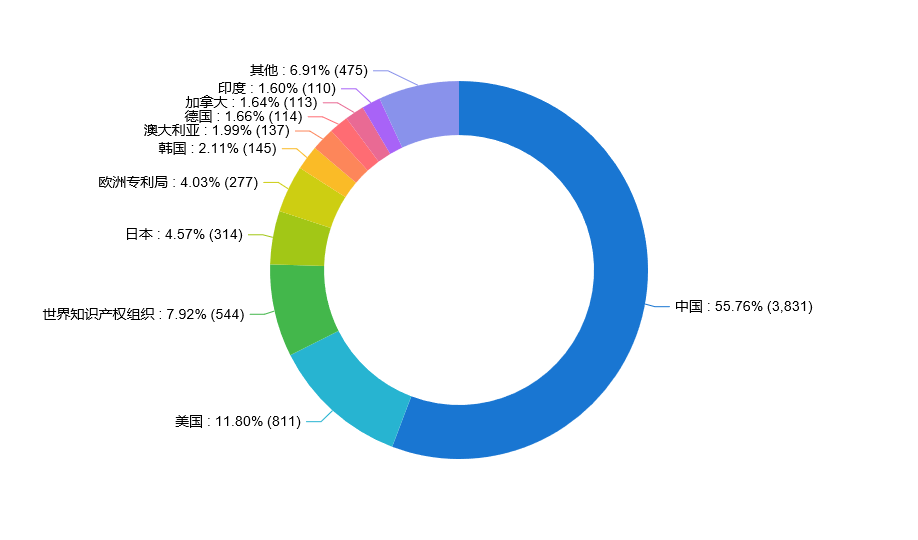 其他 : 6.91% (475)
印度 : 1.60% (110)
加拿大 : 1.64% (113)
德国 : 1.66% (114)
澳大利亚 : 1.99% (137)
韩国 : 2.11% (145)
欧洲专利局 : 4.03% (277)
日本 : 4.57% (314)
中国 : 55.76% (3,831)
世界知识产权组织 : 7.92% (544)
美国 : 11.80% (811)